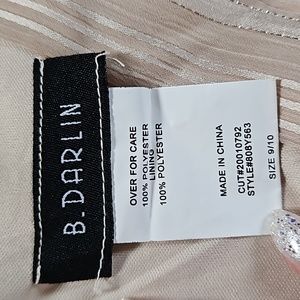 B.DARLIN
OVER FOR CARE
100% POLYESTER
LINING
100% POLYESTER
MADE IN CHINA
CUT#20010792
STYLE#808Y563
SIZE 9/10